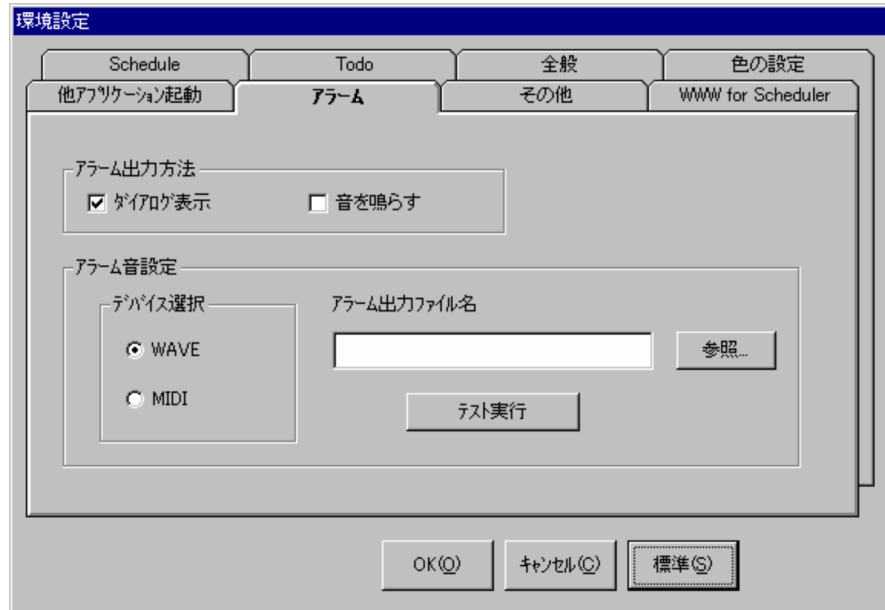 環境設定
Schedule Todo 全般 色の設定
他ｱﾌﾟﾘｹｰｼｮﾝ起動 ｱﾗｰﾑ その他 WWW for Scheduler
ｱﾗｰﾑ出力方法
ﾀﾞｲｱﾛｸﾞ表示 音を鳴らす
ｱﾗｰﾑ音設定
ﾃﾞﾊﾞｲｽ選択 ｱﾗｰﾑ出力ﾌｧｲﾙ名
WAVE 参照...
MIDI ﾃｽﾄ実行
OK(O) ｷｬﾝｾﾙ(C) 標準(S)